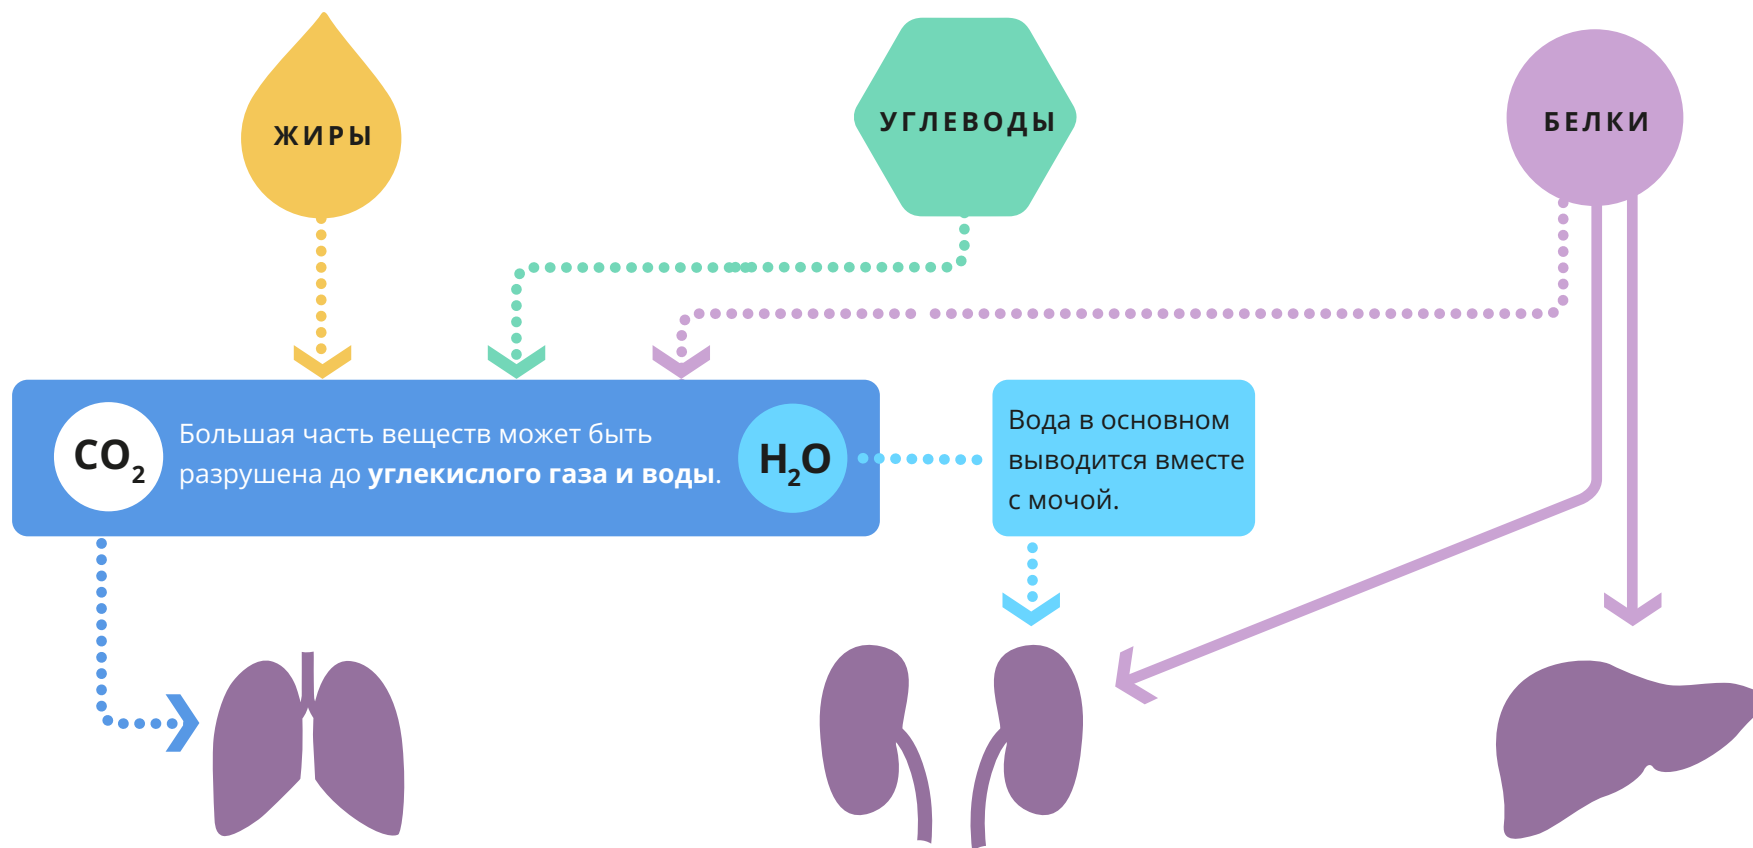 ЖИРЫ
УГЛЕВОДЫ
БЕЛКИ
CO2
Большая часть веществ может быть
разрушена до углекислого газа и воды.
H2O
Вода в основном
выводится вместе
с мочой.